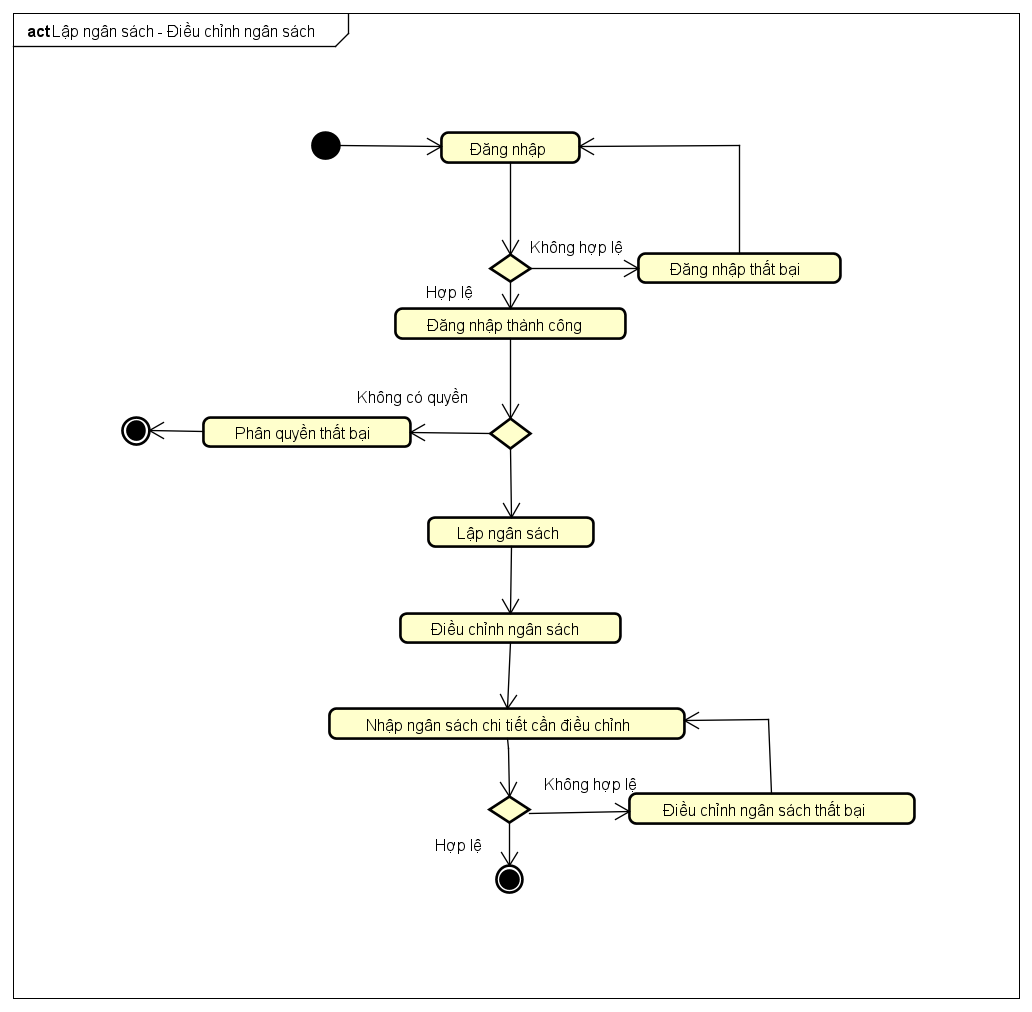 act Lập ngân sách - Điều chỉnh ngân sách
Đăng nhập
Không hợp lệ
Đăng nhập thất bại
Hợp lệ
Đăng nhập thành công
Không có quyền
Phân quyền thất bại
Lập ngân sách
Điều chỉnh ngân sách
Nhập ngân sách chi tiết cần điều chỉnh
Không hợp lệ
Điều chỉnh ngân sách thất bại
Hợp lệ